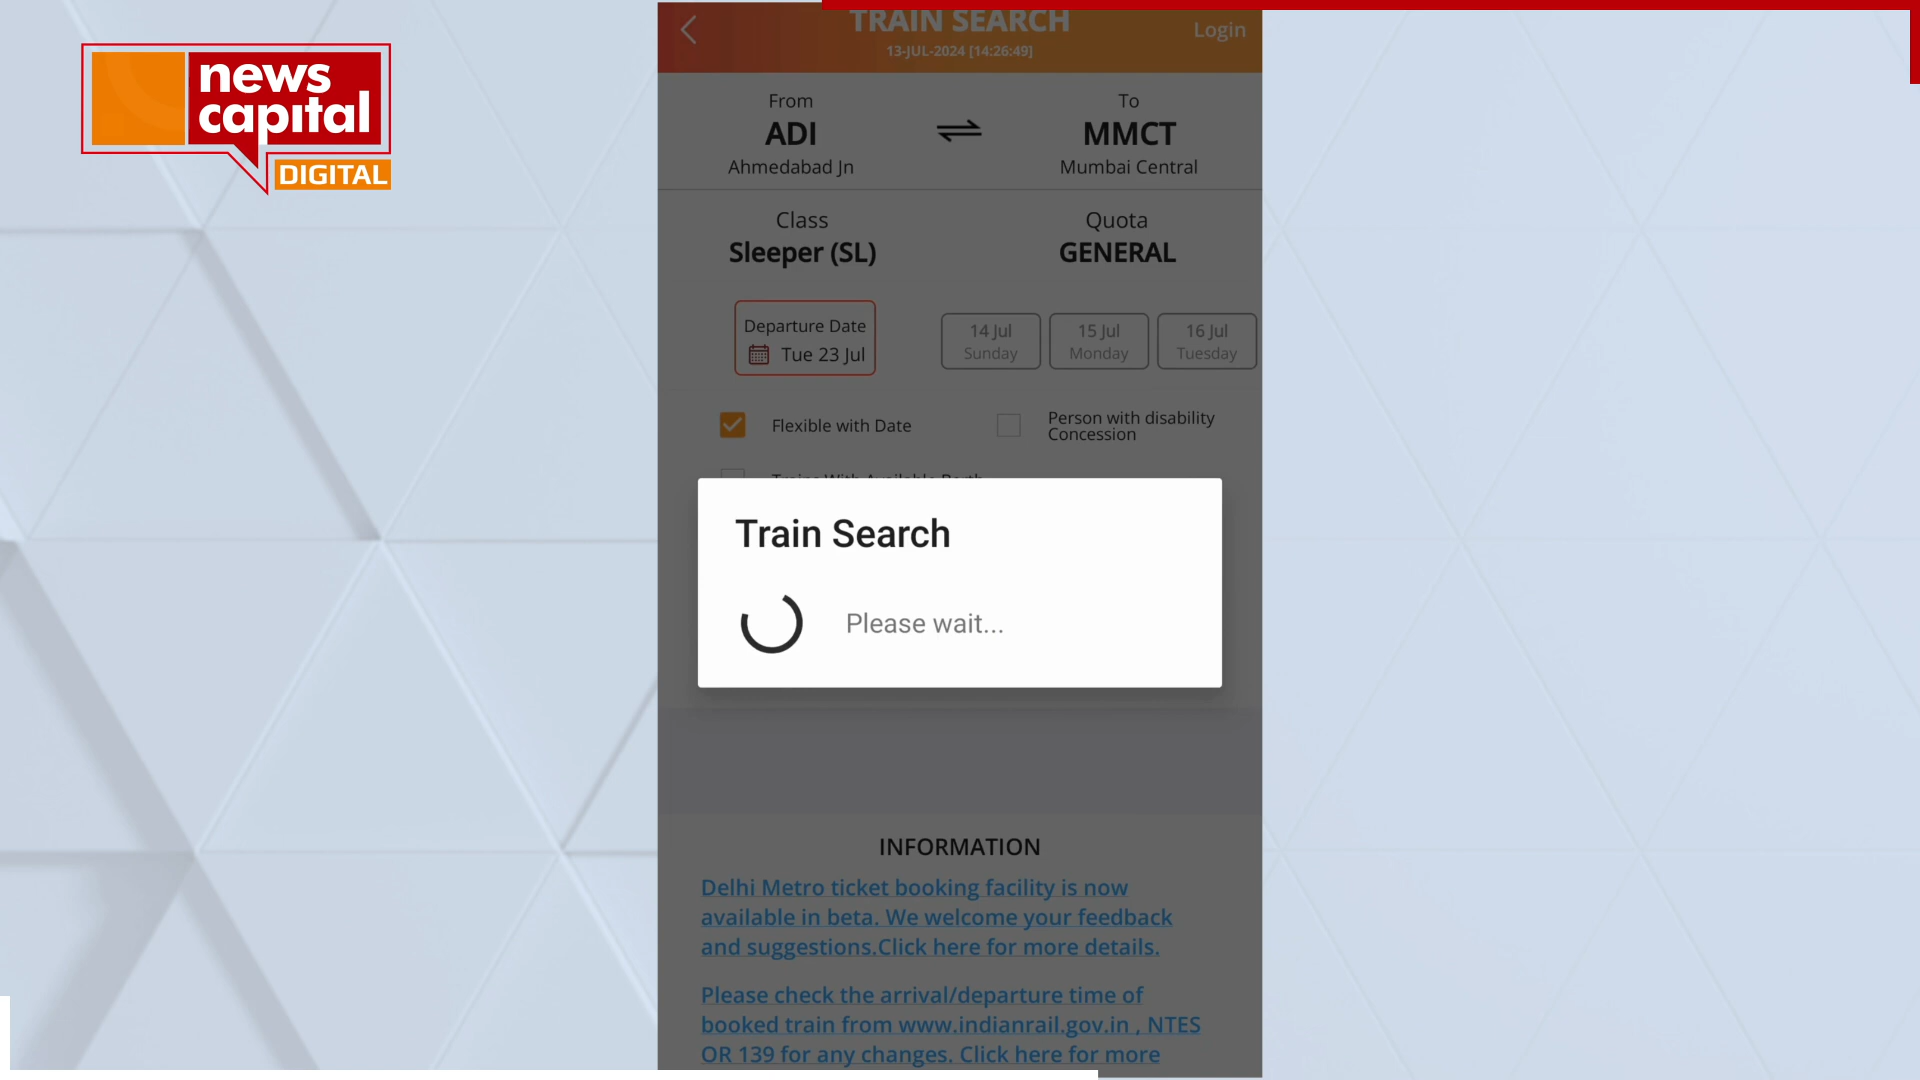 news
capital
DIGITAL
TRAIN SEARCH
Login
13-JUL-2024 [14:26:49]
From
To
ADI
MMCT
Ahmedabad Jn
Mumbai Central
Class
Quota
Sleeper (SL)
GENERAL
Departure Date
Tue 23 Jul
14 Jul
Sunday
15 Jul
Monday
16 Jul
Tuesday
Flexible with Date
Person with disability
Concession
Trains With Available Berth
Train Search
Please wait...
INFORMATION
Delhi Metro ticket booking facility is now
available in beta. We welcome your feedback
and suggestions.Click here for more details.
Please check the arrival/departure time of
booked train from www.indianrail.gov.in , NTES
OR 139 for any changes. Click here for more